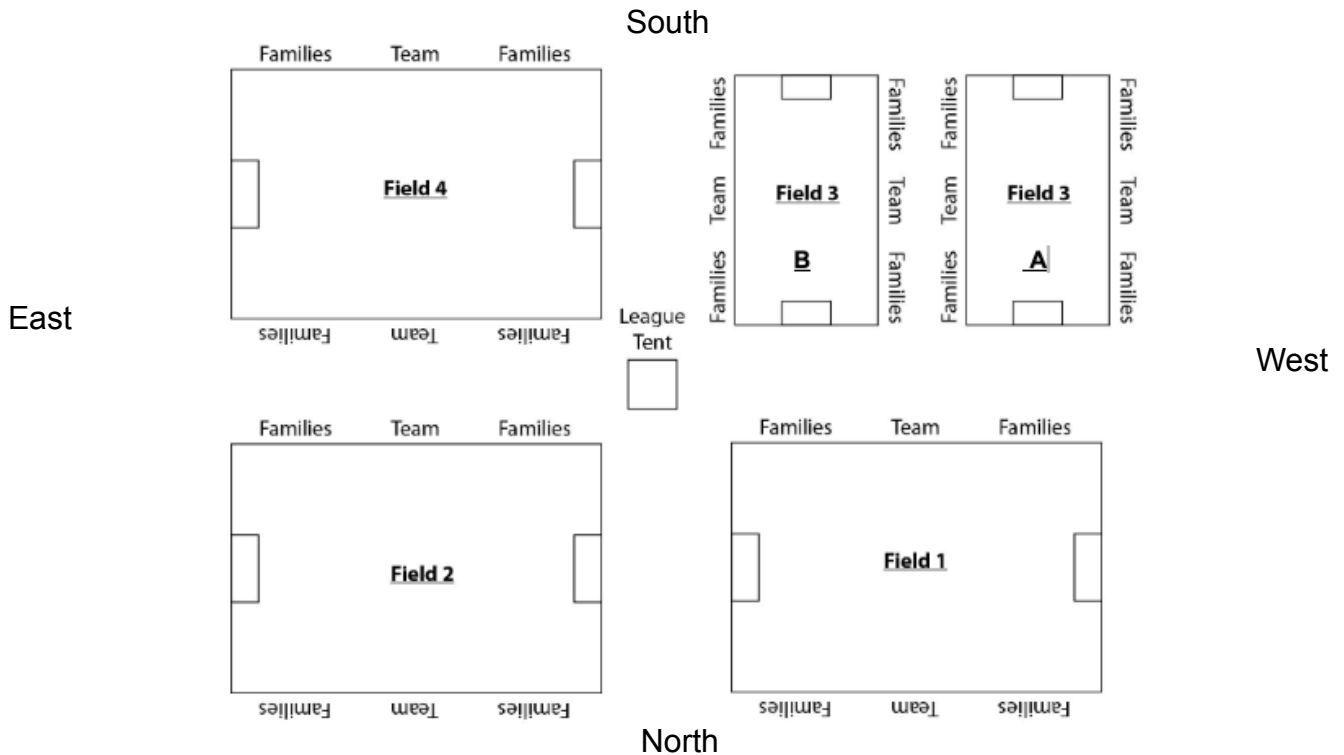 South
Families Team Families
Field 4
Families Team Families
Families Team Families
Field 3
B
Families Team Families
Families Team Families
Field 3
A
Families Team Families
East
League
Tent
West
Families Team Families
Field 2
Families Team Families
Families Team Families
Field 1
Families Team Families
North